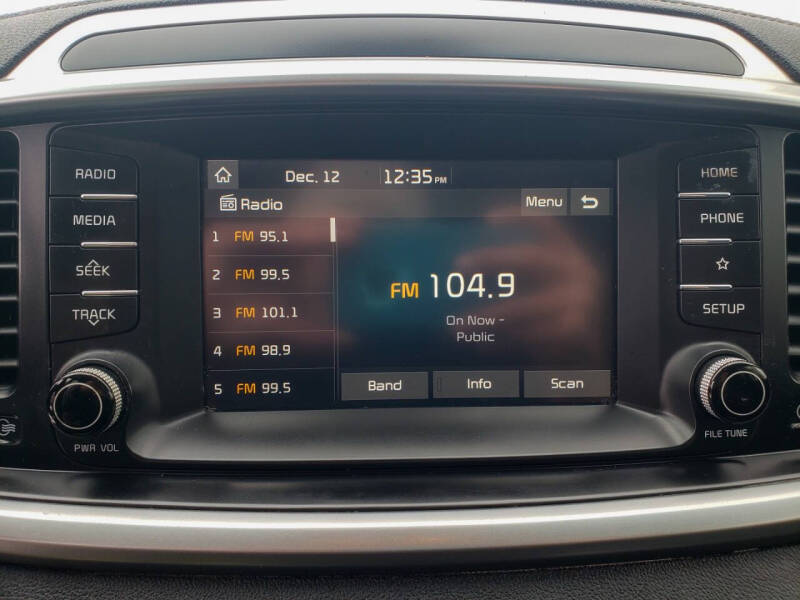 RADIO
MEDIA
SEEK
TRACK
PWR VOL
Dec. 12 12:35 PM
Radio Menu
1 FM 95.1
2 FM 99.5
3 FM 101.1
4 FM 98.9
5 FM 99.5
FM 104.9
On Now -
Public
Band Info Scan
HOME
PHONE
SETUP
FILE TUNE